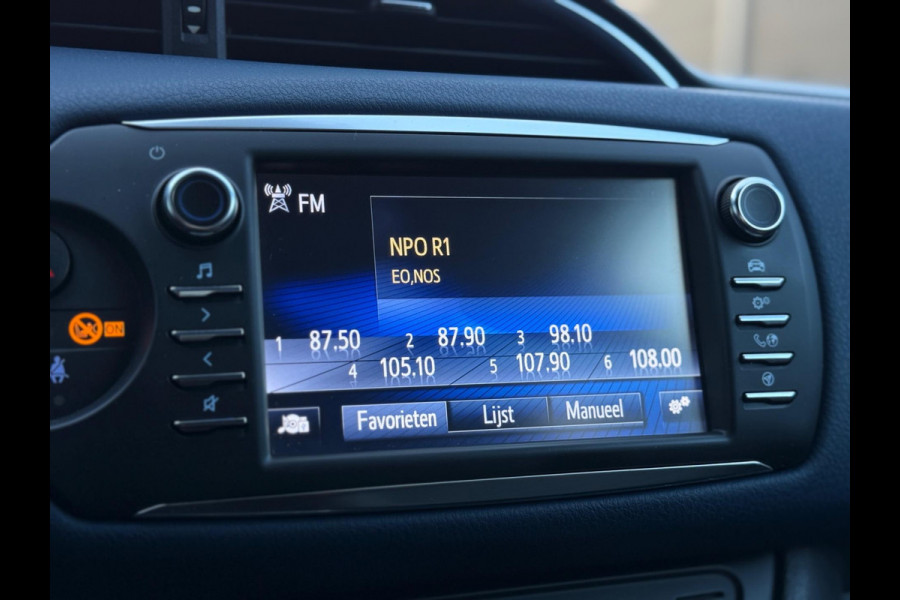 FM
NPO R1
EO,NOS
1 87.50 2 87.90 3 98.10
4 105.10 5 107.90 6 108.00
Favorieten Lijst Manueel
ON